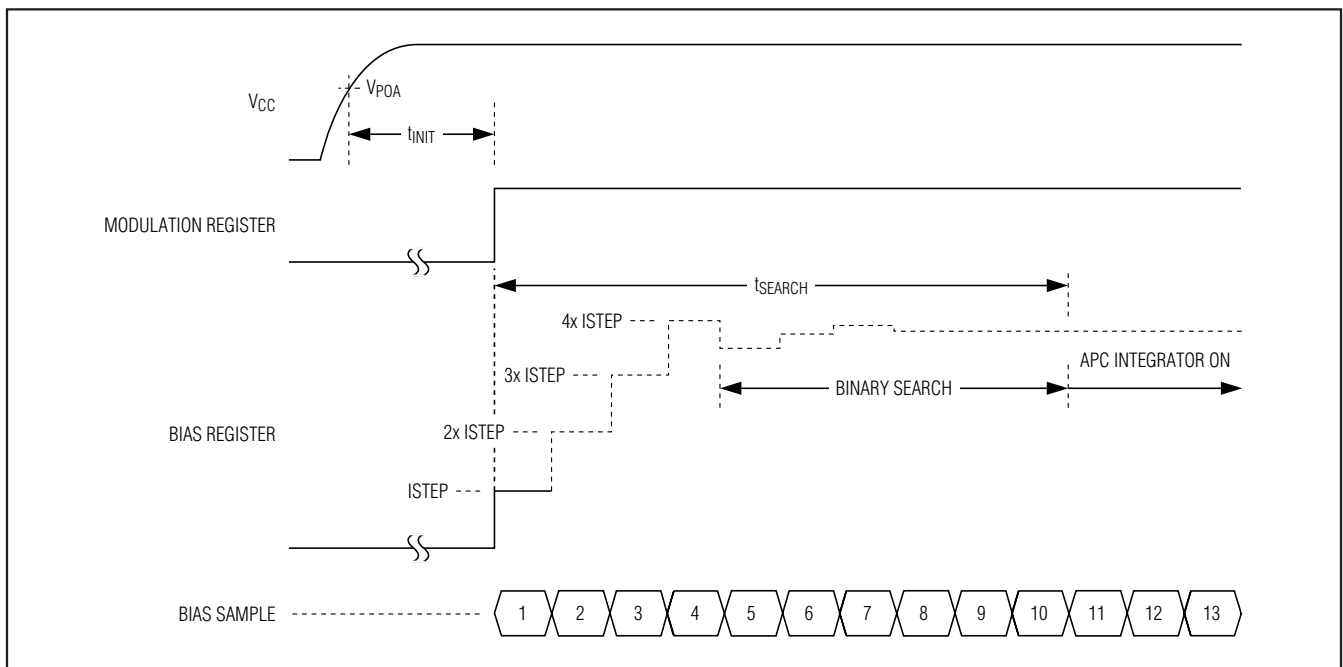 VCC
VPOA
tINIT
MODULATION REGISTER
tSEARCH
4x ISTEP
3x ISTEP
APC INTEGRATOR ON
BINARY SEARCH
2x ISTEP
BIAS REGISTER
ISTEP
BIAS SAMPLE
1 2 3 4 5 6 7 8 9 10 11 12 13